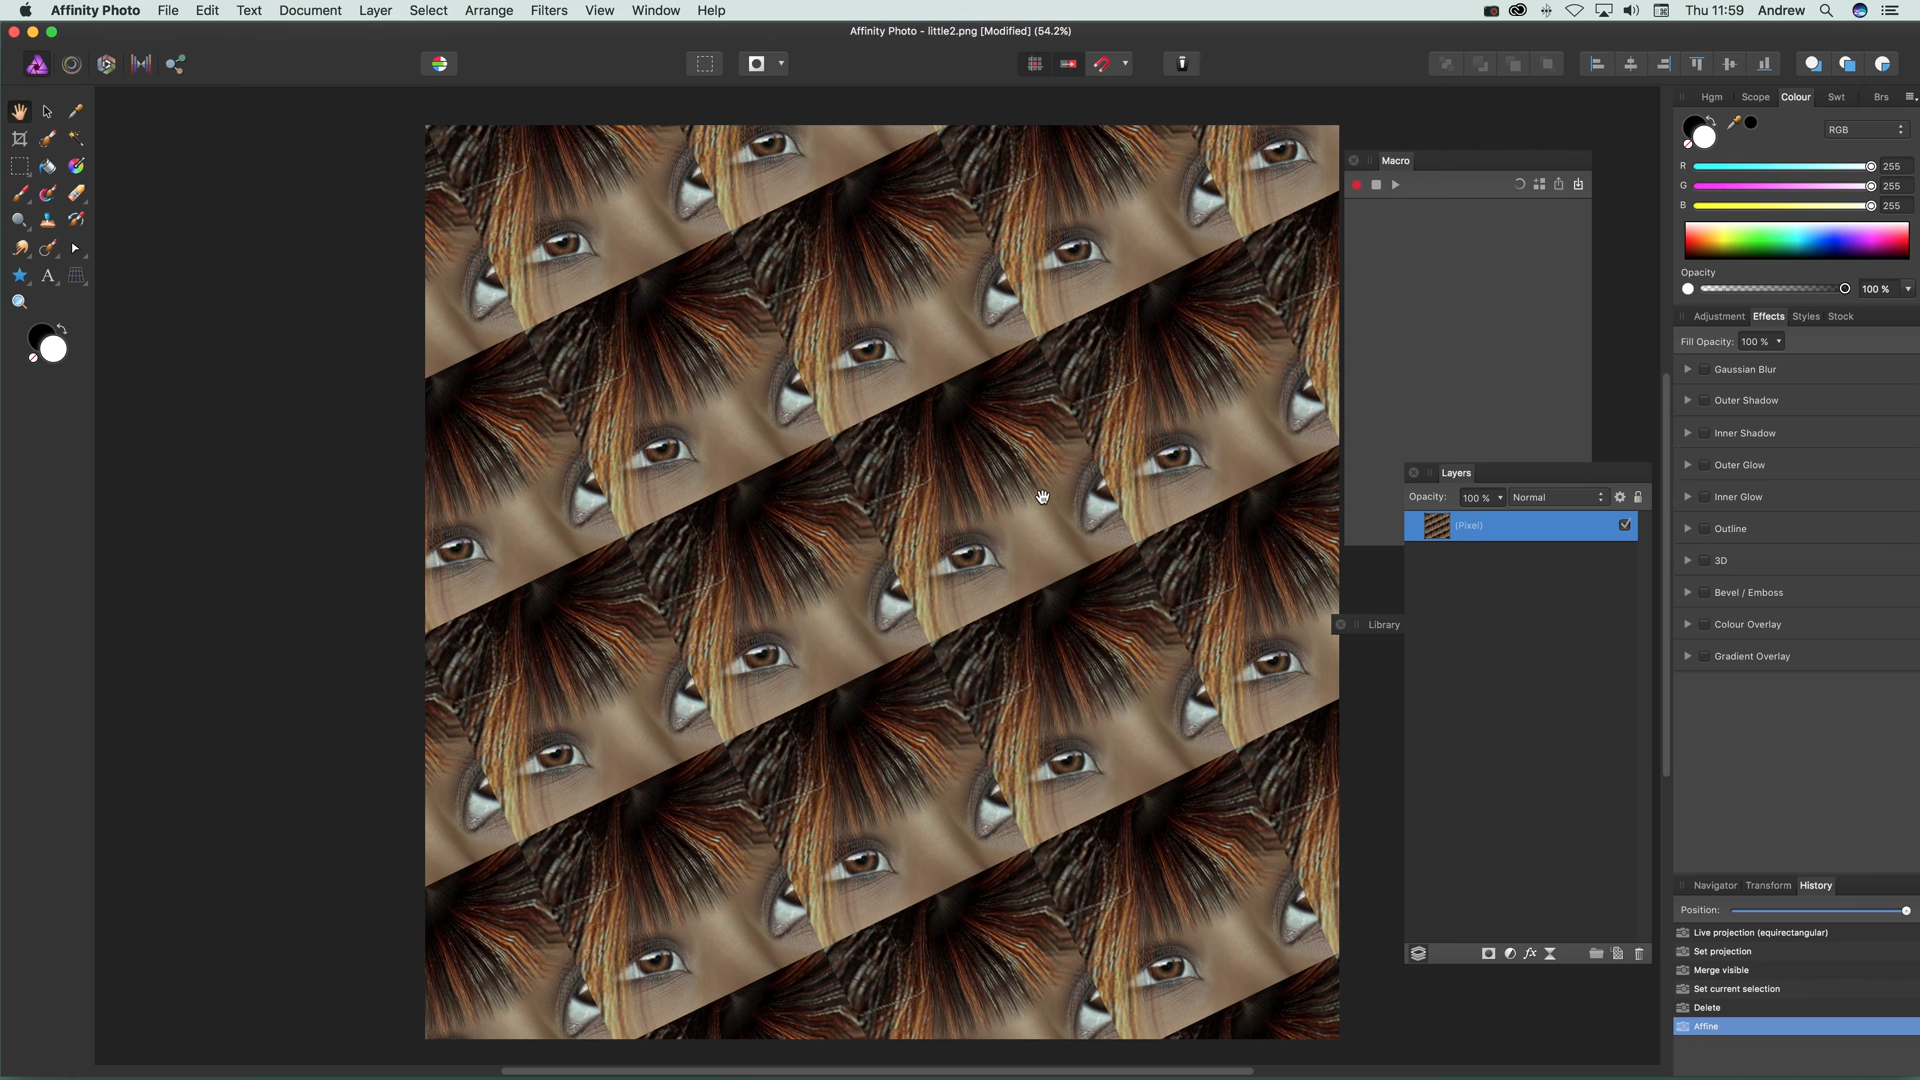 Affinity Photo File Edit Text Document Layer Select Arrange Filters View Window Help Thu 11:59 Andrew
Affinity Photo - little2.png [Modified] (54.2%)
Hgm Scope Colour Swt Brs
RGB
R 255
G 255
B 255
Opacity
100 %
Macro
Adjustment Effects Styles Stock
Fill Opacity: 100 %
Gaussian Blur
Outer Shadow
Inner Shadow
Outer Glow
Inner Glow
Outline
3D
Bevel / Emboss
Colour Overlay
Gradient Overlay
Layers
Opacity: 100 % Normal
(Pixel)
Library
Navigator Transform History
Position:
Live projection (equirectangular)
Set projection
Merge visible
Set current selection
Delete
Affine